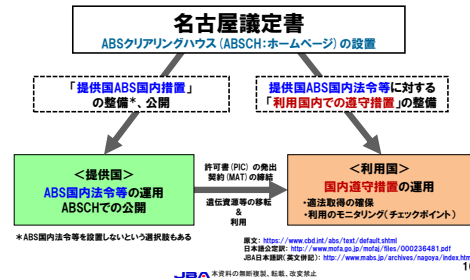 名古屋議定書
ABSクリアリングハウス(ABSCH:ホームページ)の設置
「提供国ABS国内措置」
の整備*、公開
提供国ABS国内法令等に対する
「利用国内での遵守措置」の整備
<提供国>
ABS国内法令等の運用
ABSCHでの公開
許可書(PIC)の発出
契約(MAT)の締結
遺伝資源等の移転
&
利用
<利用国>
国内遵守措置の運用
・適法取得の確保
・利用のモニタリング(チェックポイント)
*ABS国内法令等を設置しないという選択肢もある
原文: https://www.cbd.int/abs/text/default.shtml
日本語公定訳: http://www.mofa.go.jp/mofaj/files/000236481.pdf
JBA日本語訳(英文併記): http://www.mabs.jp/archives/nagoya/index.htm
JBA 本資料の無断複製、転載、改変禁止